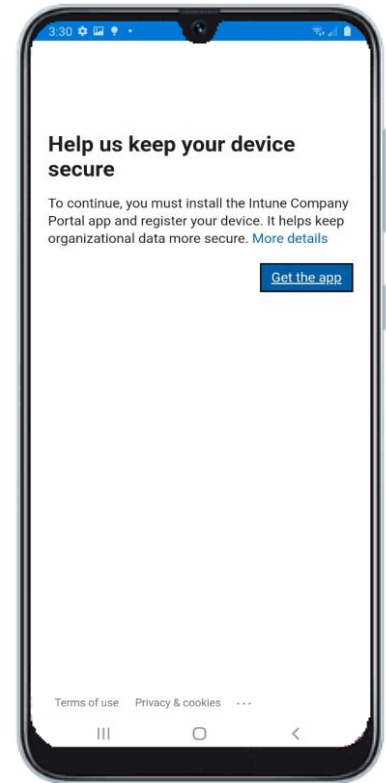 3:30
Help us keep your device
secure
To continue, you must install the Intune Company
Portal app and register your device. It helps keep
organizational data more secure. More details
Get the app
Terms of use Privacy & cookies ...